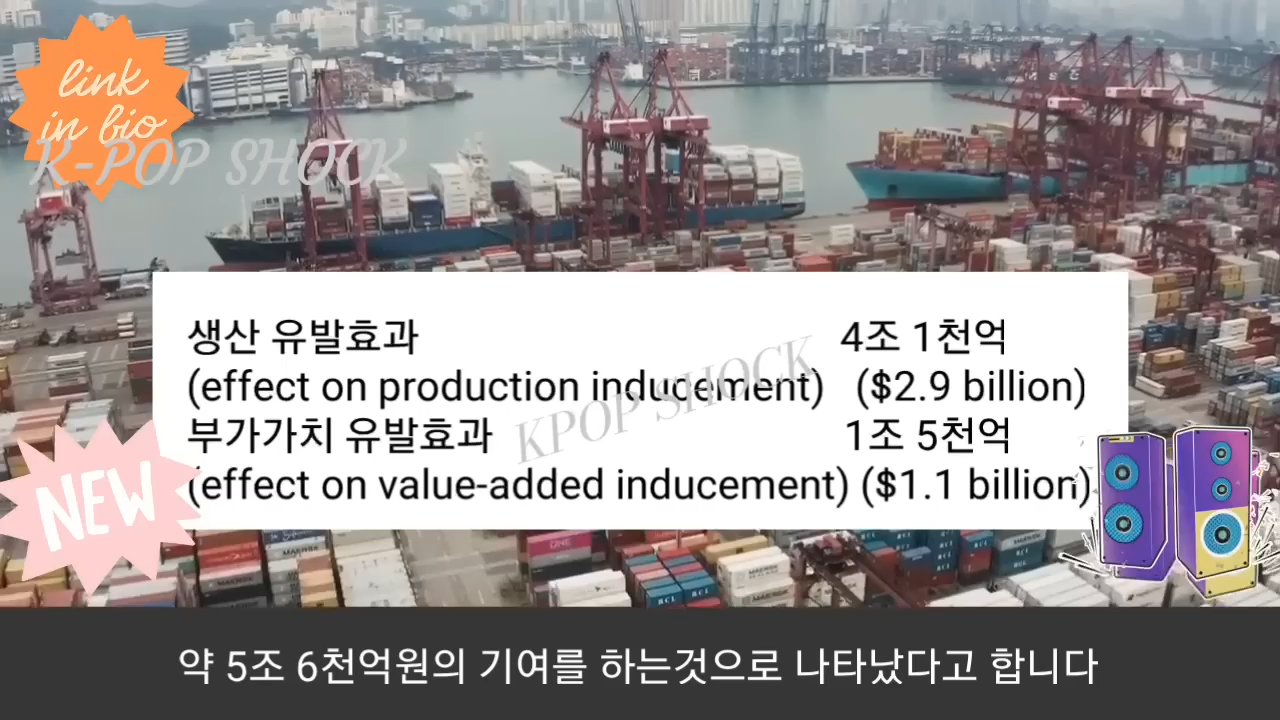 link
in bio
K-POP SHOCK
생산 유발효과 4조 1천억
(effect on production inducement) ($2.9 billion)
부가가치 유발효과 1조 5천억
(effect on value-added inducement) ($1.1 billion)
KPOP SHOCK
NEW
약 5조 6천억원의 기여를 하는것으로 나타났다고 합니다